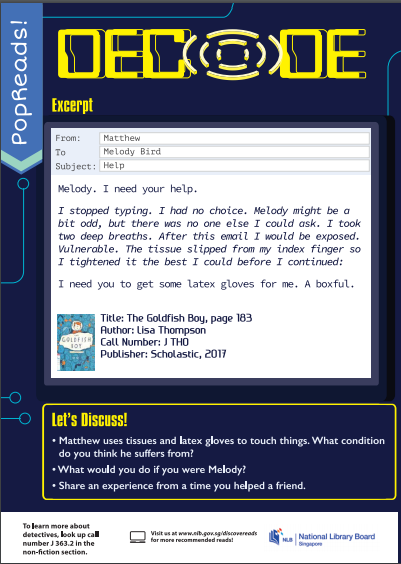 PopReads!
DECODE
Excerpt
From: Matthew
To Melody Bird
Subject: Help
Melody. I need your help.
I stopped typing. I had no choice. Melody might be a
bit odd, but there was no one else I could ask. I took
two deep breaths. After this email I would be exposed.
Vulnerable. The tissue slipped from my index finger so
I tightened it the best I could before I continued:
I need you to get some latex gloves for me. A boxful.
GOLDFISH
BOY
Title: The Goldfish Boy, page 183
Author: Lisa Thompson
Call Number: J THO
Publisher: Scholastic, 2017
Let's Discuss!
• Matthew uses tissues and latex gloves to touch things. What condition
do you think he suffers from?
• What would you do if you were Melody?
• Share an experience from a time you helped a friend.
To learn more about
detectives, look up call
number J 363.2 in the
non-fiction section.
Visit us at www.nlb.gov.sg/discovereads
for more recommended reads!
NLB National Library Board
Singapore